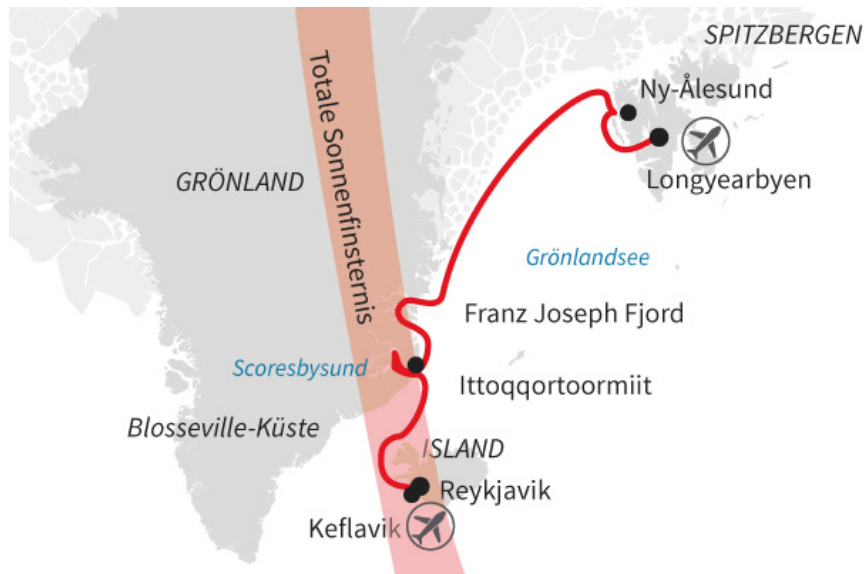 SPITZBERGEN
Ny-Ålesund
Longyearbyen
Totale Sonnenfinsternis
GRÖNLAND
Grönlandsee
Franz Joseph Fjord
Scoresbysund
Ittoqqortoormiit
Blosseville-Küste
ISLAND
Reykjavik
Keflavik